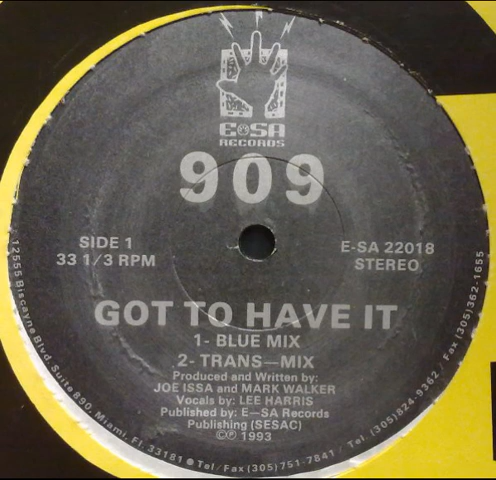 E-SA
RECORDS
909
SIDE 1
33 1/3 RPM
E-SA 22018
STEREO
GOT TO HAVE IT
1- BLUE MIX
2- TRANS—MIX
Produced and Written by:
JOE ISSA and MARK WALKER
Vocals by: LEE HARRIS
Published by: E—SA Records
Publishing (SESAC)
©℗ 1993
12555 Biscayne Blvd. Suite 890, Miami, Fl. 33181 ● Tel/Fax (305) 751-7841 / Tel. (305) 824-9362 / Fax (305) 362-1655